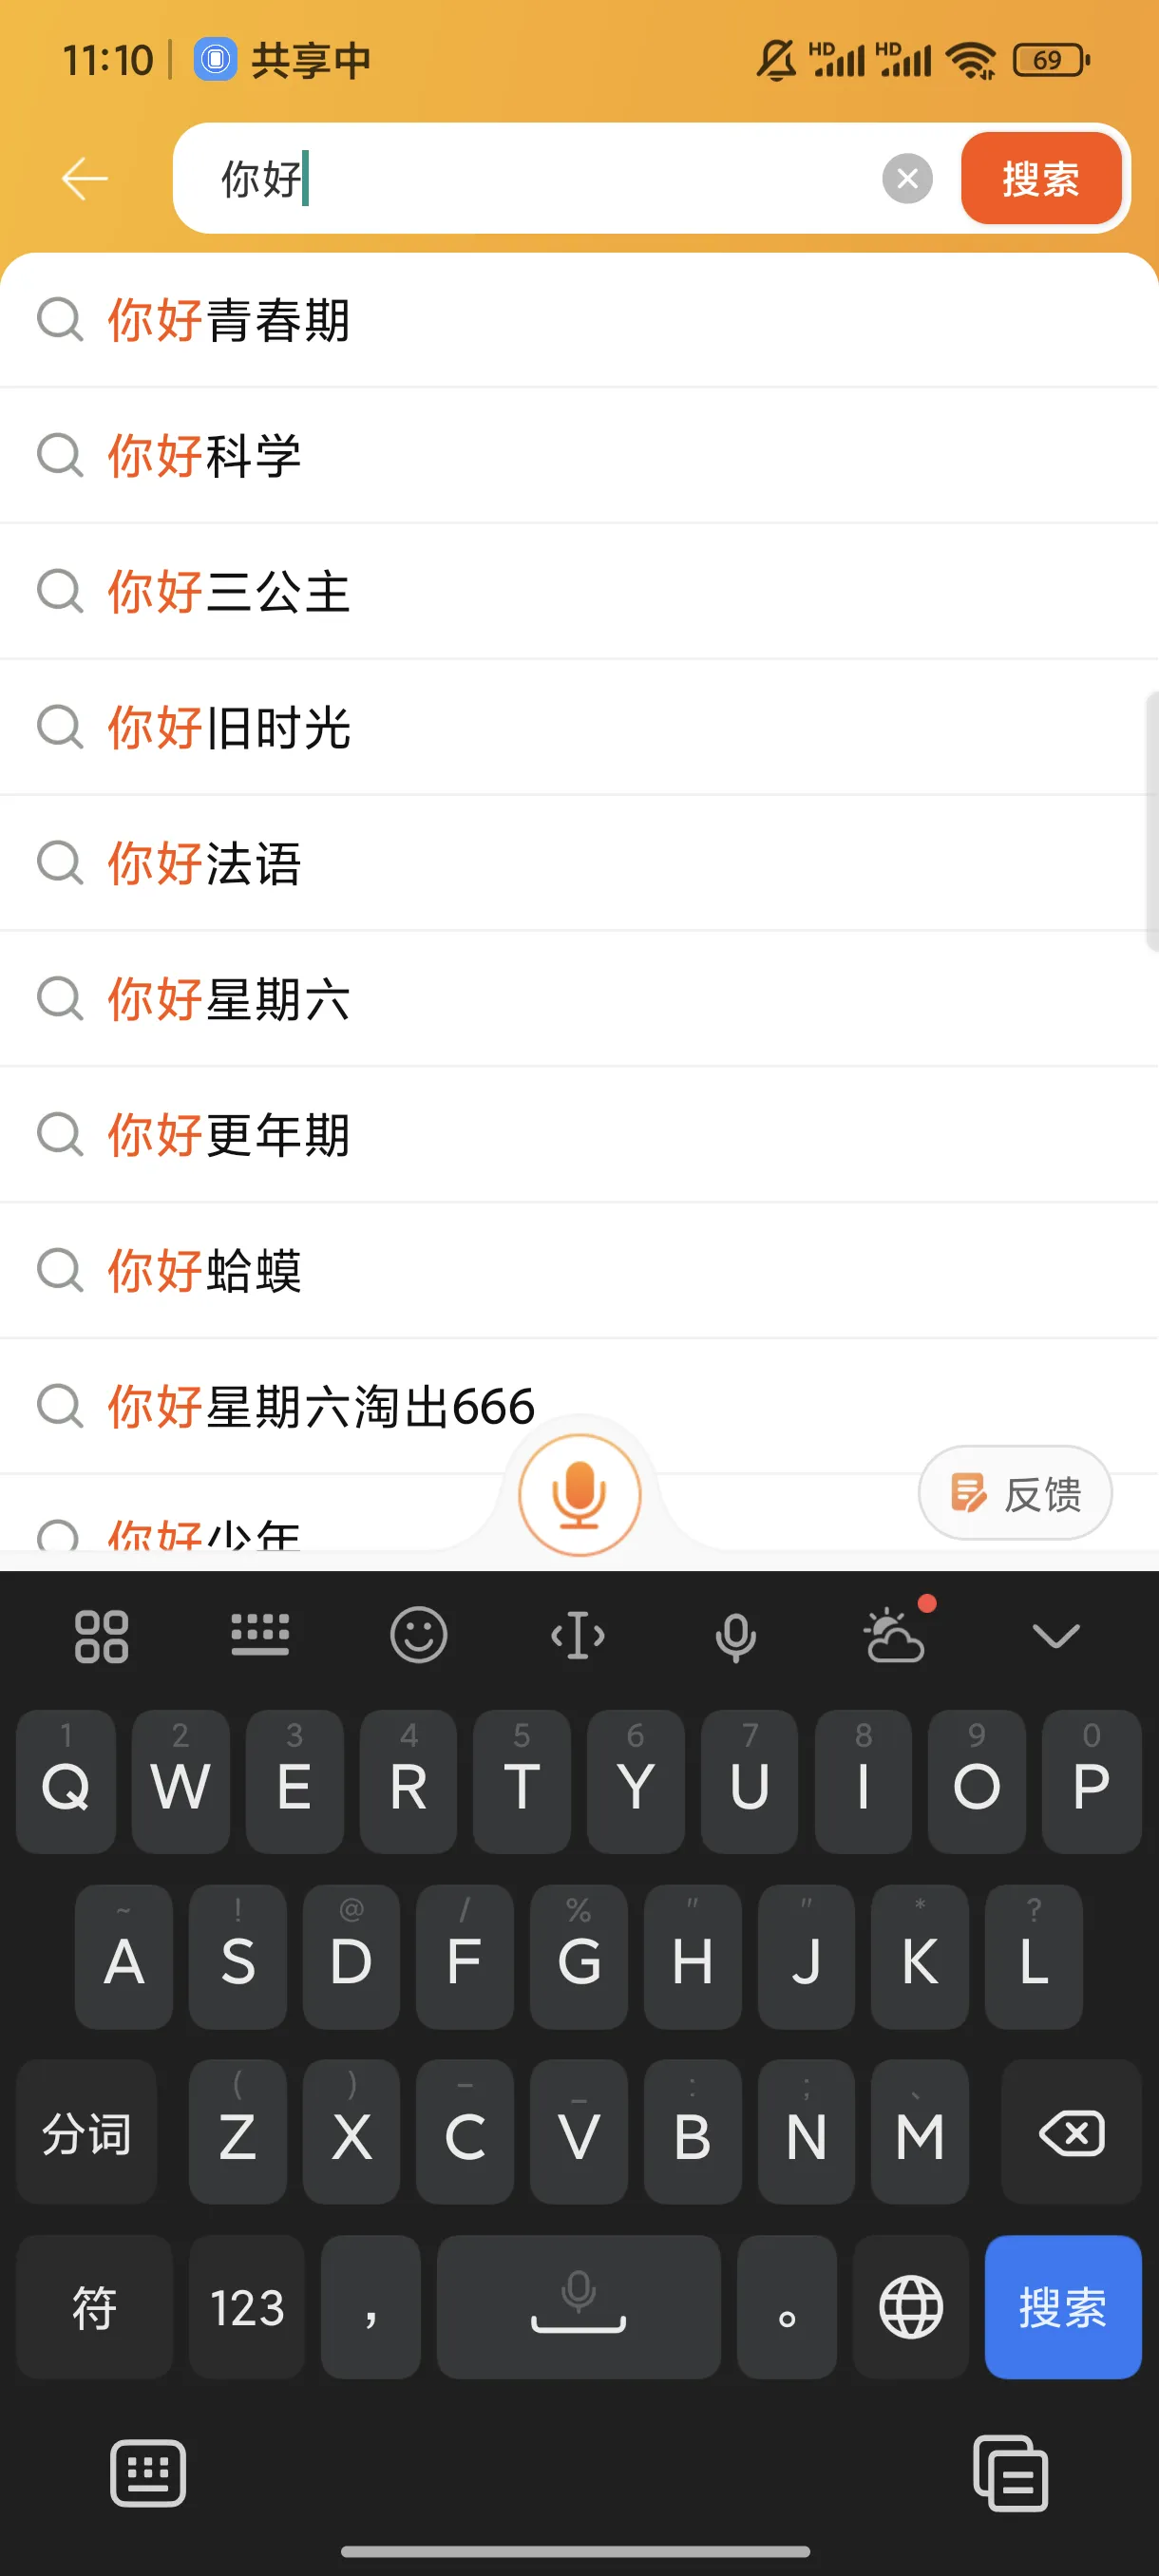 11:10 共享中 HD HD 69
你好 搜索
你好青春期
你好科学
你好三公主
你好旧时光
你好法语
你好星期六
你好更年期
你好蛤蟆
你好星期六淘出666
你好少年
反馈
1 2 3 4 5 6 7 8 9 0
Q W E R T Y U I O P
~ ! @ / % " " * ?
A S D F G H J K L
( ) – _ : ; 、
分词 Z X C V B N M
符 123 ， 。 搜索